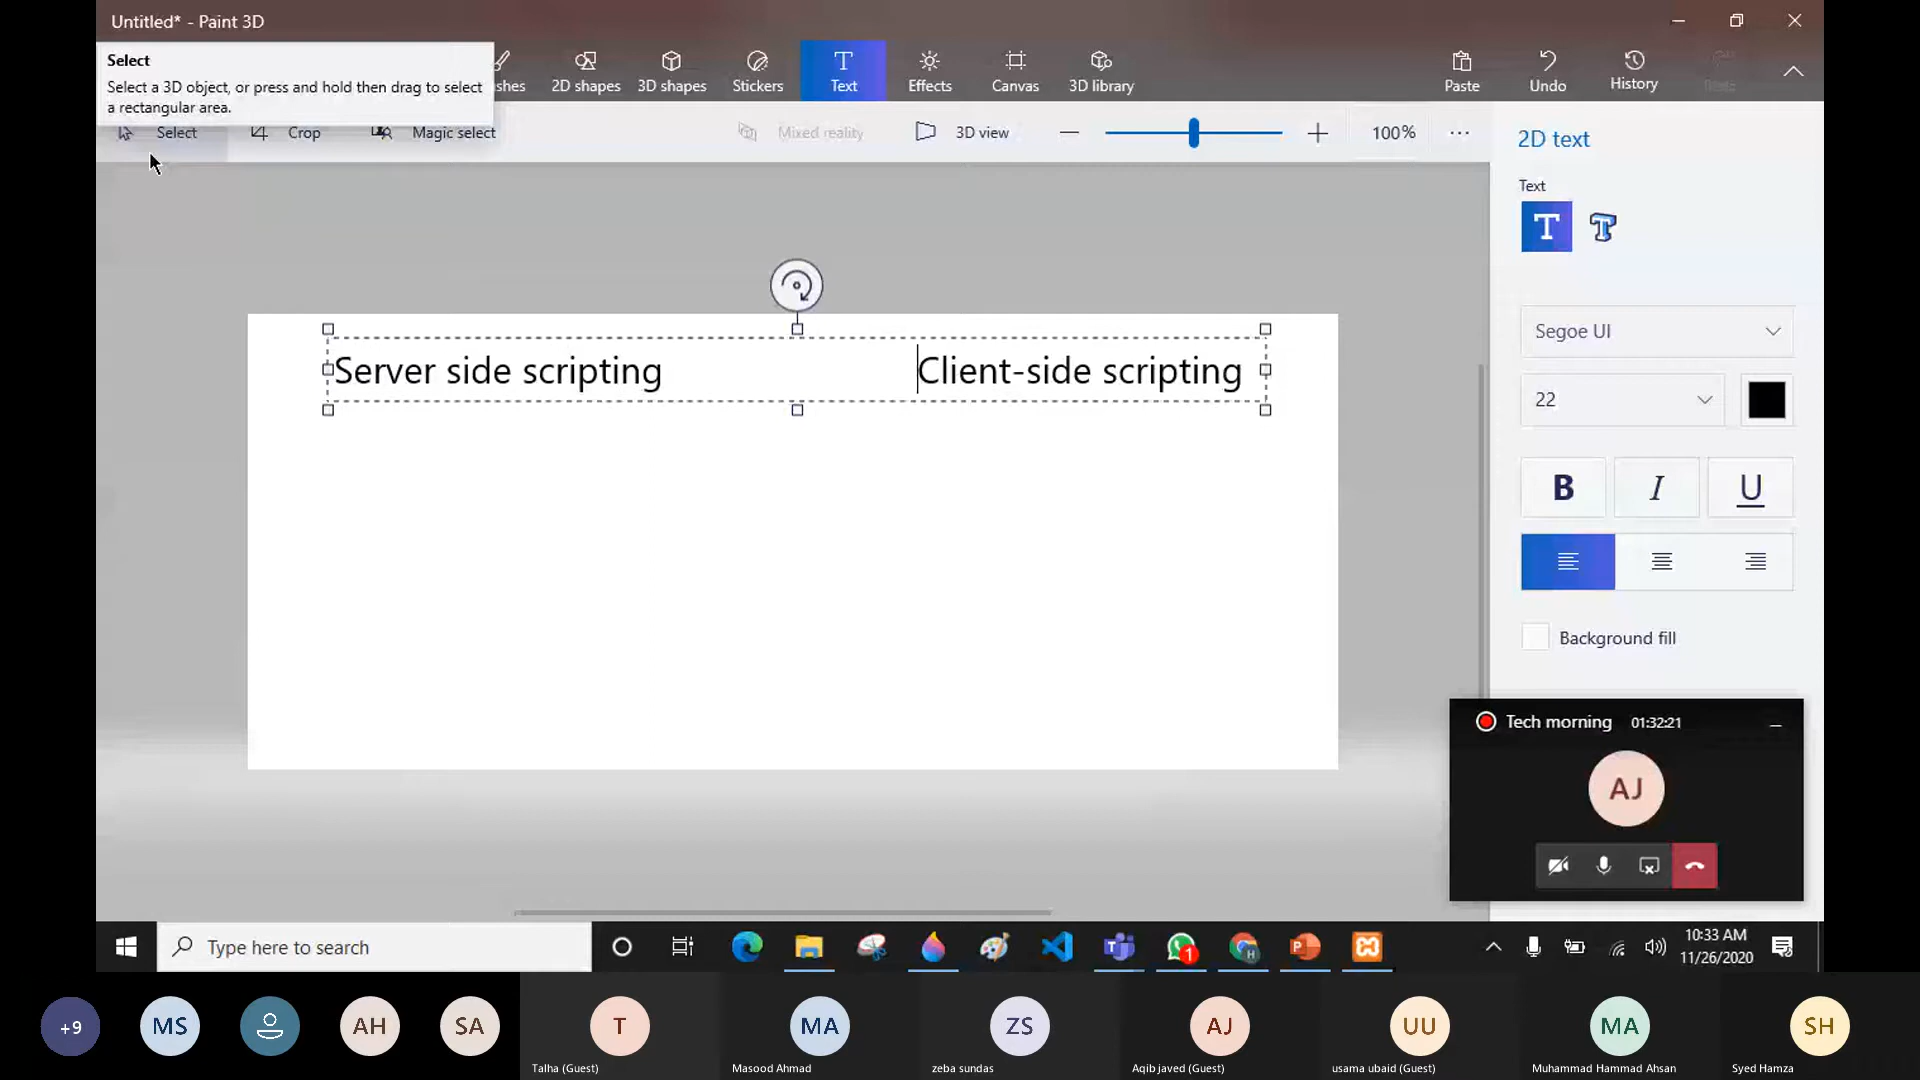 Untitled* - Paint 3D
Select
Select a 3D object, or press and hold then drag to select
a rectangular area.
shes
2D shapes
3D shapes
Stickers
Text
Effects
Canvas
3D library
Paste
Undo
History
Select
Crop
Magic select
Mixed reality
3D view
100%
2D text
Text
Segoe UI
22
B
I
U
Background fill
Server side scripting Client-side scripting
Tech morning 01:32:21
AJ
Type here to search
1
10:33 AM
11/26/2020
+9
MS
AH
SA
T
MA
ZS
AJ
UU
MA
SH
Talha (Guest)
Masood Ahmad
zeba sundas
Aqib javed (Guest)
usama ubaid (Guest)
Muhammad Hammad Ahsan
Syed Hamza